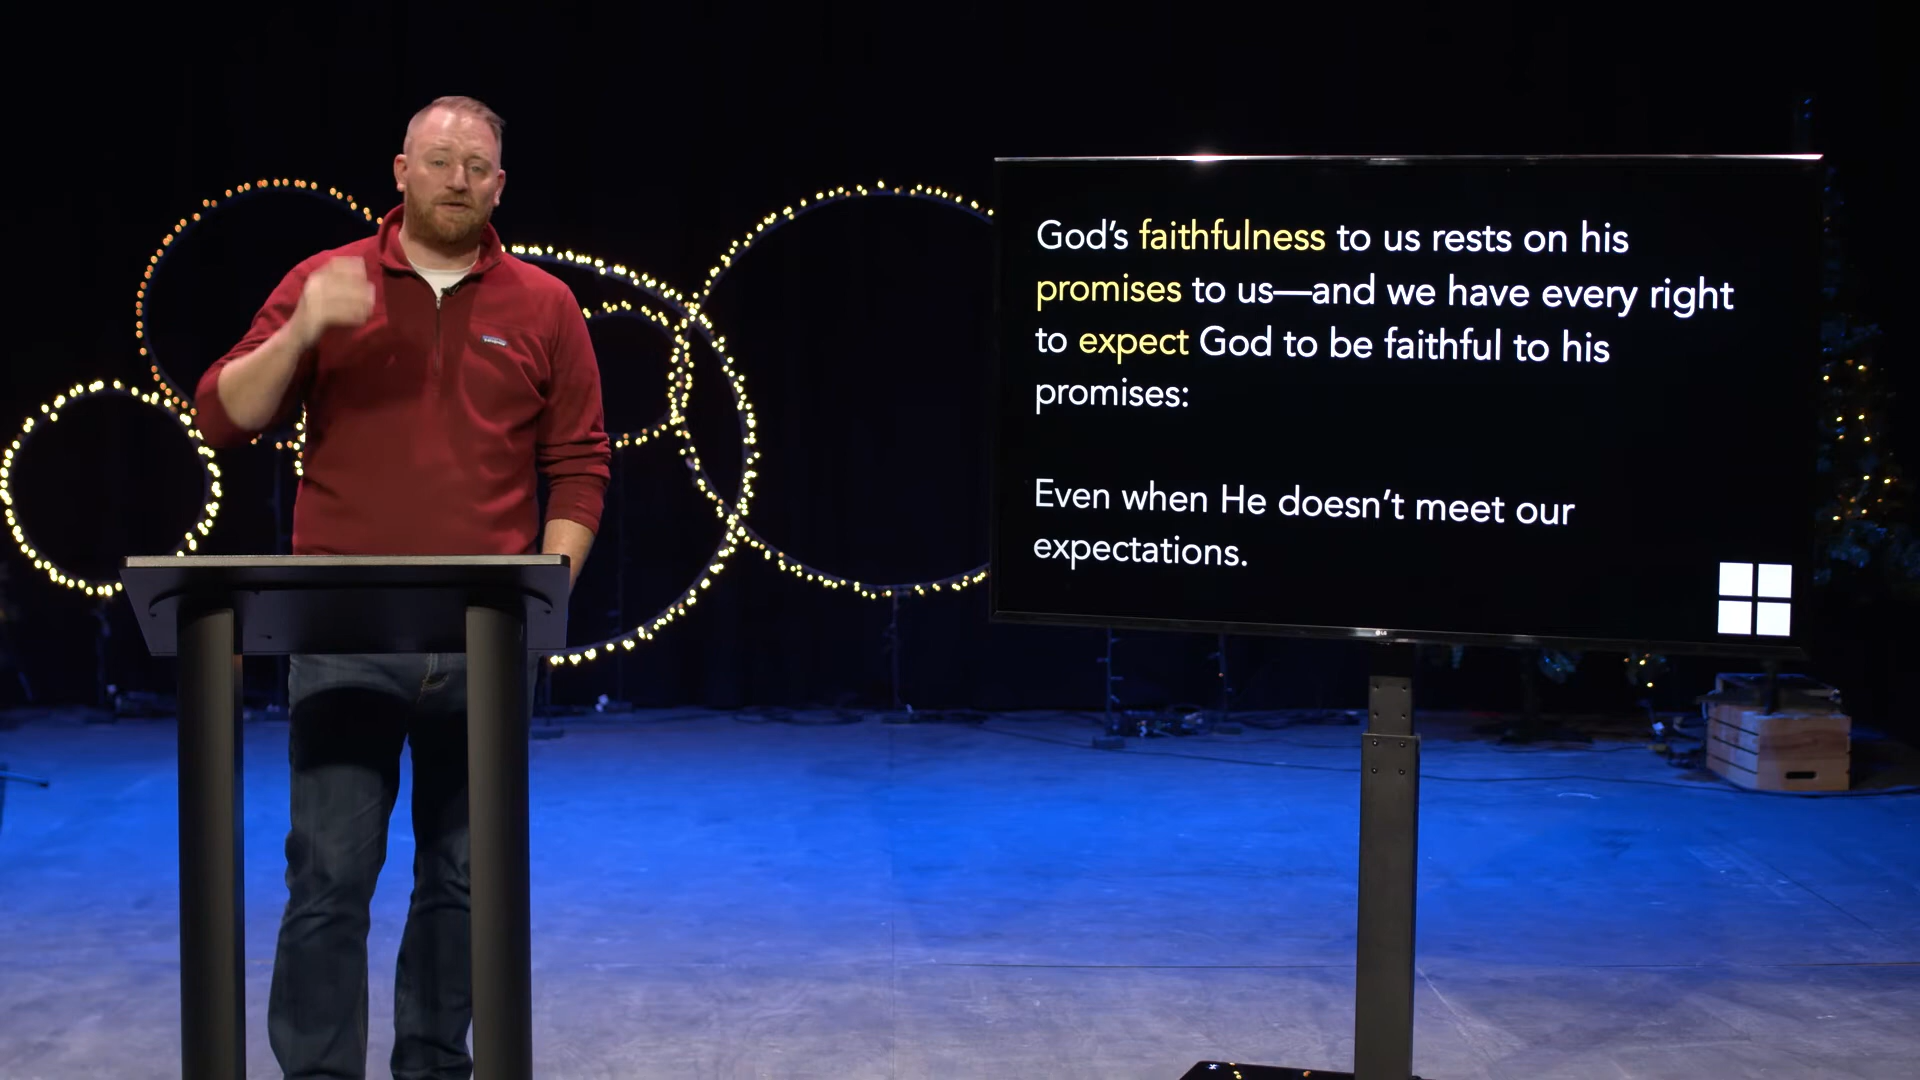 God’s faithfulness to us rests on his
promises to us—and we have every right
to expect God to be faithful to his
promises:
Even when He doesn’t meet our
expectations.